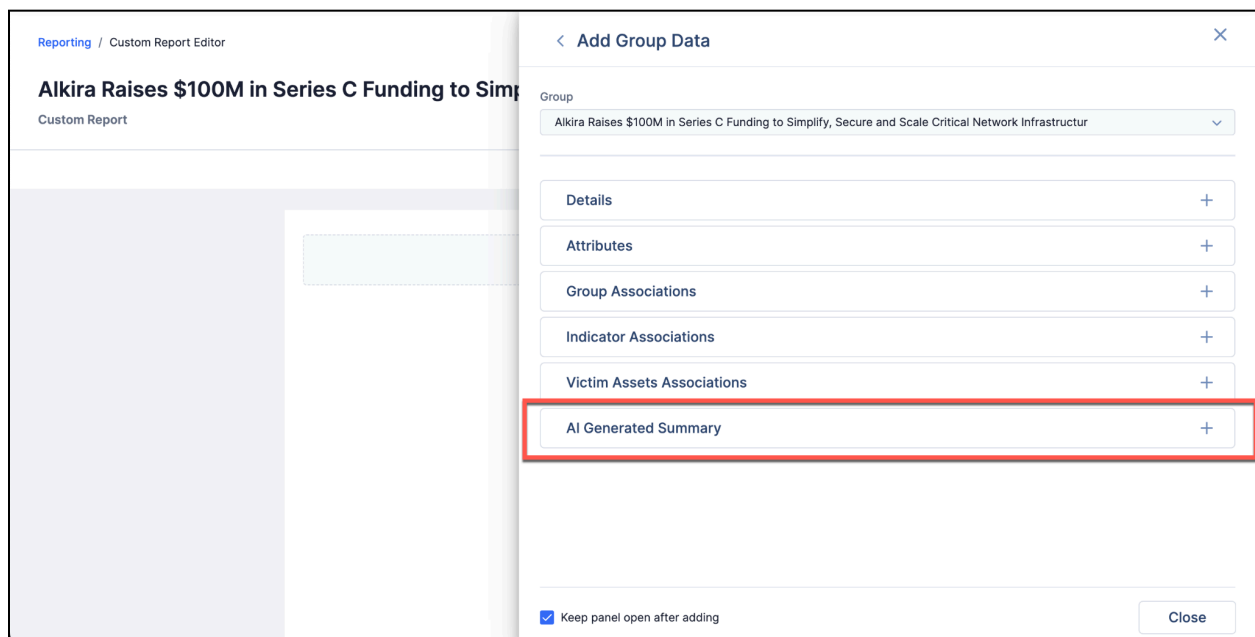 Reporting / Custom Report Editor
Alkira Raises $100M in Series C Funding to Simp
Custom Report
Add Group Data
Group
Alkira Raises $100M in Series C Funding to Simplify, Secure and Scale Critical Network Infrastructur
Details
Attributes
Group Associations
Indicator Associations
Victim Assets Associations
AI Generated Summary
Keep panel open after adding
Close